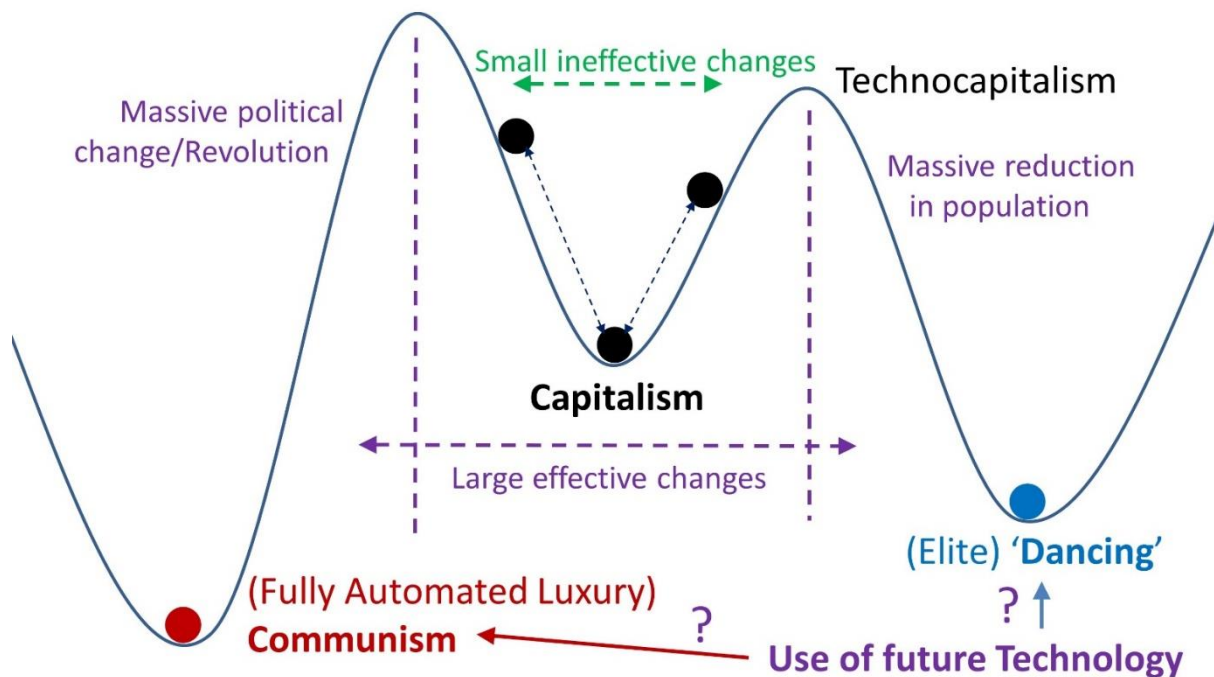 Small ineffective changes
Technocapitalism
Massive political
change/Revolution
Massive reduction
in population
Capitalism
Large effective changes
(Elite) ‘Dancing’
(Fully Automated Luxury)
Communism
?
?
Use of future Technology